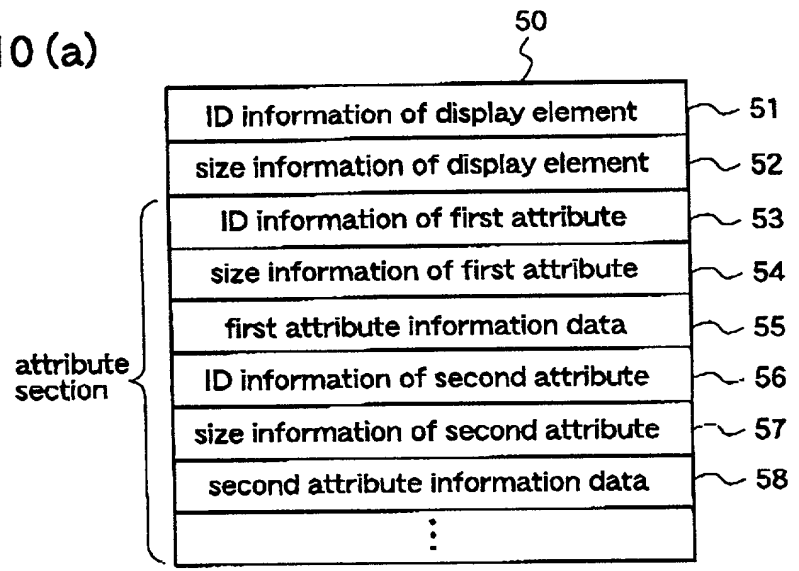 10 (a)
50
ID information of display element 51
size information of display element 52
ID information of first attribute 53
size information of first attribute 54
first attribute information data 55
attribute
section
ID information of second attribute 56
size information of second attribute 57
second attribute information data 58
⋮